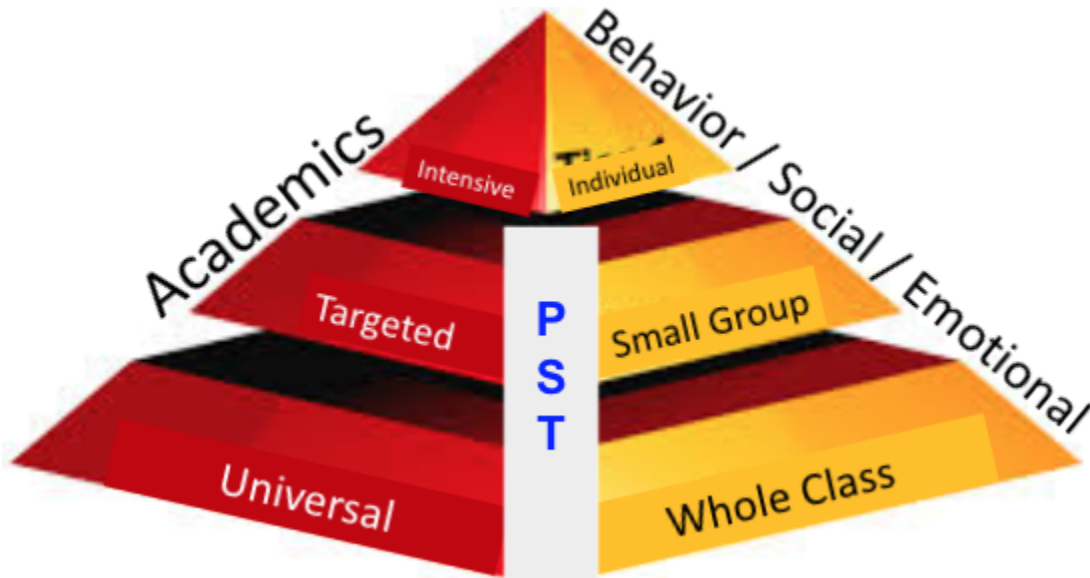 Academics
Behavior / Social / Emotional
Intensive
Individual
Targeted
Small Group
P
S
T
Universal
Whole Class